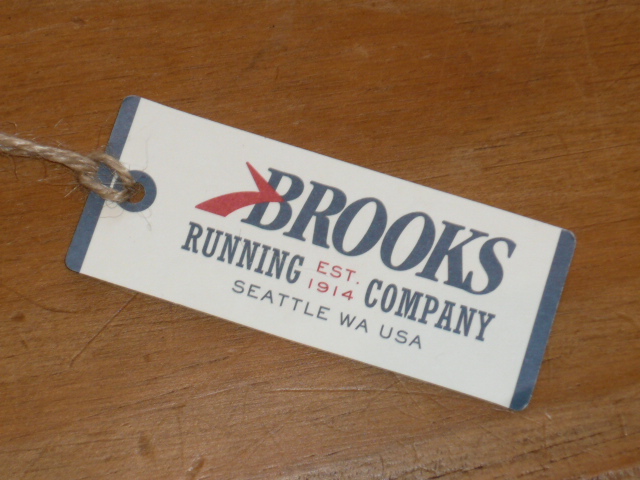 BROOKS
RUNNING EST. 1914 COMPANY
SEATTLE WA USA